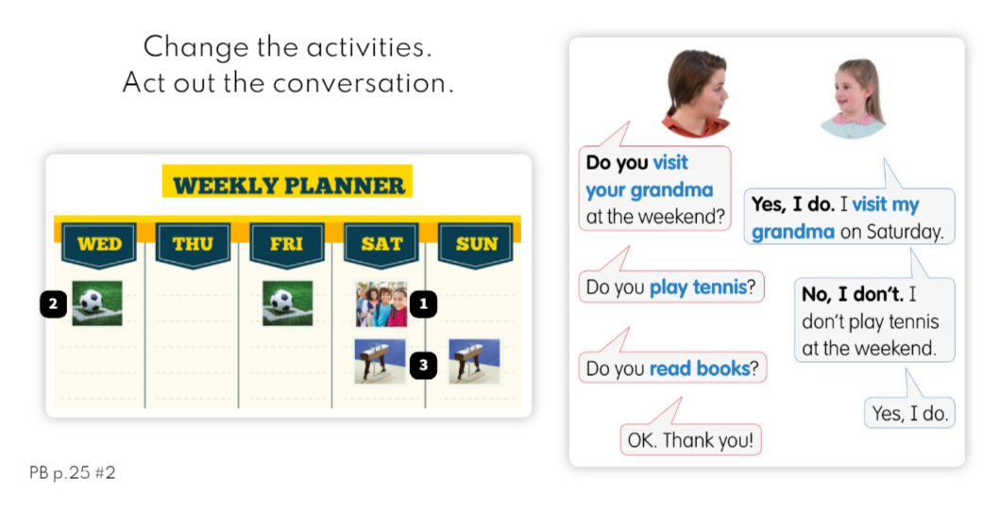 Change the activities.
Act out the conversation.
WEEKLY PLANNER
WED THU FRI SAT SUN
2
1
3
PB p.25 #2
Do you visit
your grandma
at the weekend?
Yes, I do. I visit my
grandma on Saturday.
Do you play tennis?
No, I don't. I
don't play tennis
at the weekend.
Do you read books?
Yes, I do.
OK. Thank you!